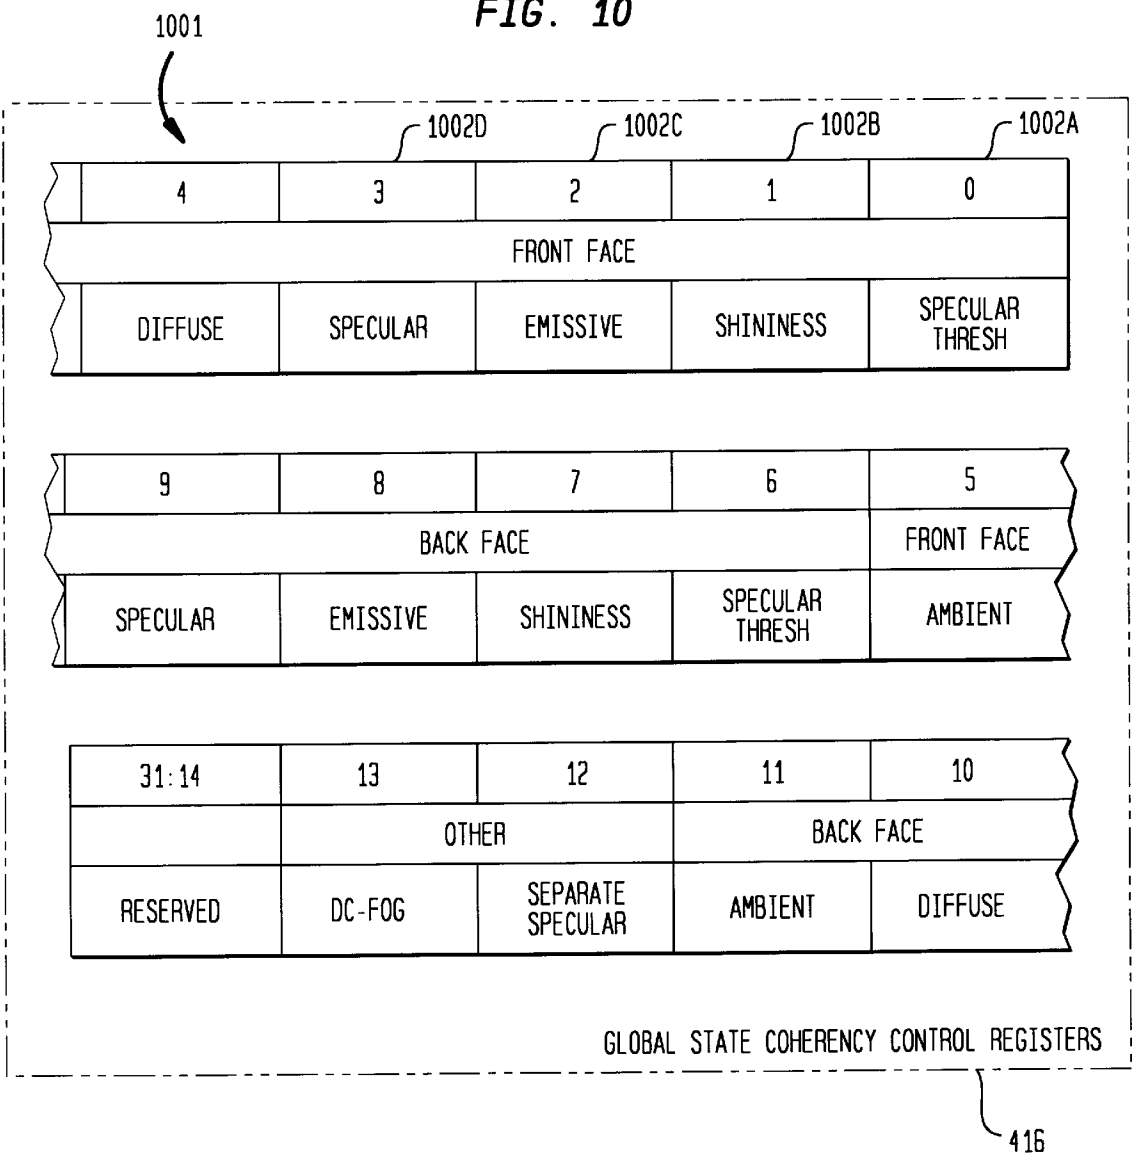 FIG. 10
1001
1002D 1002C 1002B 1002A
4 3 2 1 0
FRONT FACE
DIFFUSE SPECULAR EMISSIVE SHININESS SPECULAR THRESH
9 8 7 6 5
BACK FACE FRONT FACE
SPECULAR EMISSIVE SHININESS SPECULAR THRESH AMBIENT
31:14 13 12 11 10
OTHER BACK FACE
RESERVED DC-FOG SEPARATE SPECULAR AMBIENT DIFFUSE
GLOBAL STATE COHERENCY CONTROL REGISTERS
416